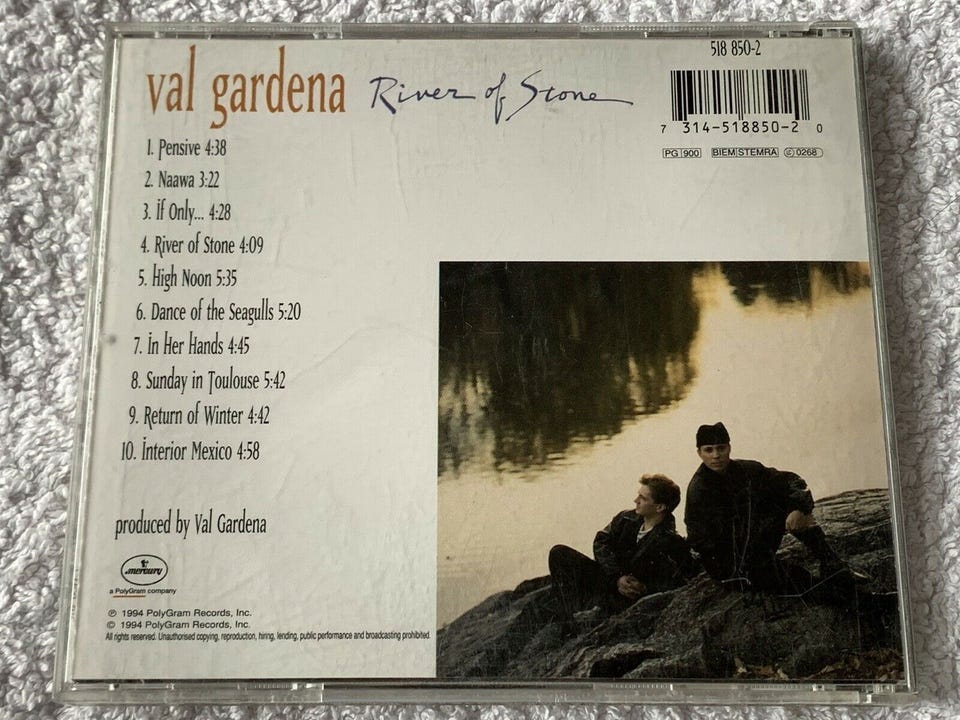 val gardena River of Stone
518 850-2
7 314-518850-2 0
PG 900 BIEM STEMRA 0268
1. Pensive 4:38
2. Naawa 3:22
3. If Only... 4:28
4. River of Stone 4:09
5. High Noon 5:35
6. Dance of the Seagulls 5:20
7. In Her Hands 4:45
8. Sunday in Toulouse 5:42
9. Return of Winter 4:42
10. Interior Mexico 4:58
produced by Val Gardena
mercury
a PolyGram company
℗ 1994 PolyGram Records, Inc.
© 1994 PolyGram Records, Inc.
All rights reserved. Unauthorised copying, reproduction, hiring, lending, public performance and broadcasting prohibited.